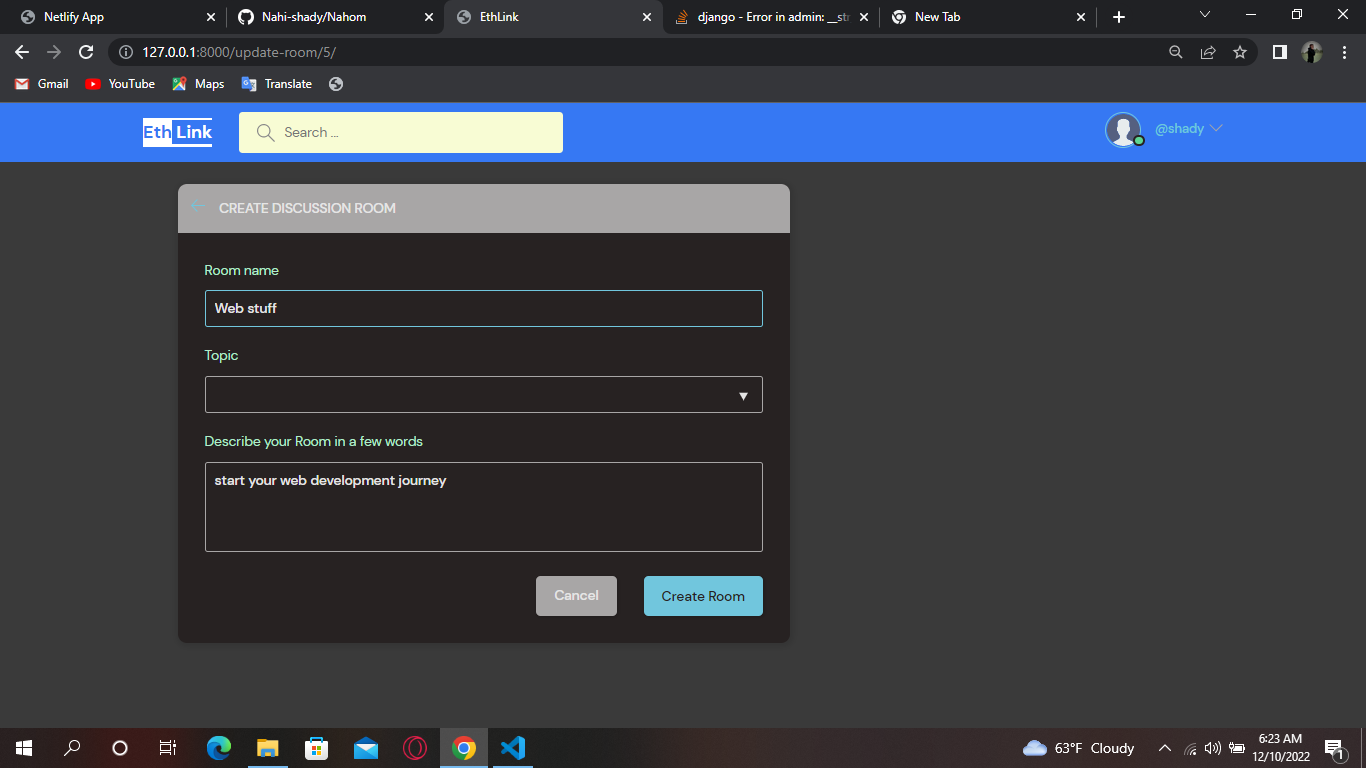 Netlify App
Nahi-shady/Nahom
EthLink
django - Error in admin: __str
New Tab
127.0.0.1:8000/update-room/5/
Gmail
YouTube
Maps
Translate
EthLink
Search ...
@shady
CREATE DISCUSSION ROOM
Room name
Web stuff
Topic
Describe your Room in a few words
start your web development journey
Cancel
Create Room
63°F Cloudy
6:23 AM
12/10/2022
1